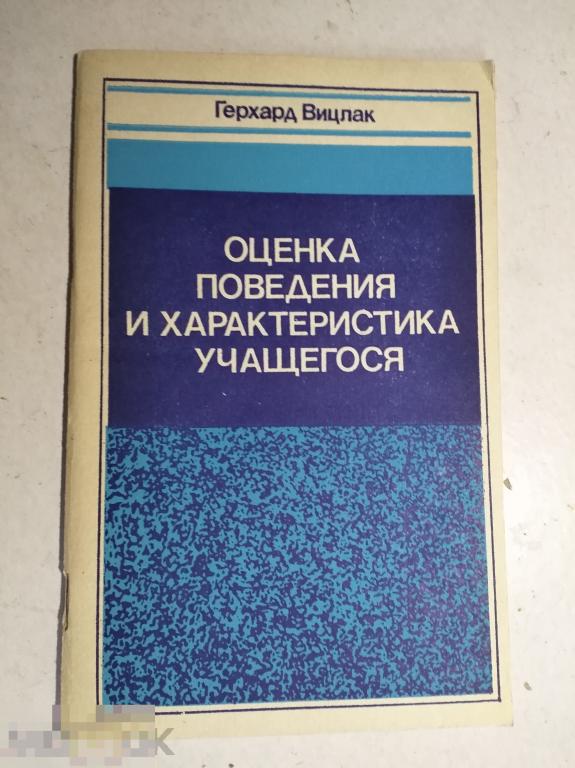 Герхард Вицлак
ОЦЕНКА
ПОВЕДЕНИЯ
И ХАРАКТЕРИСТИКА
УЧАЩЕГОСЯ